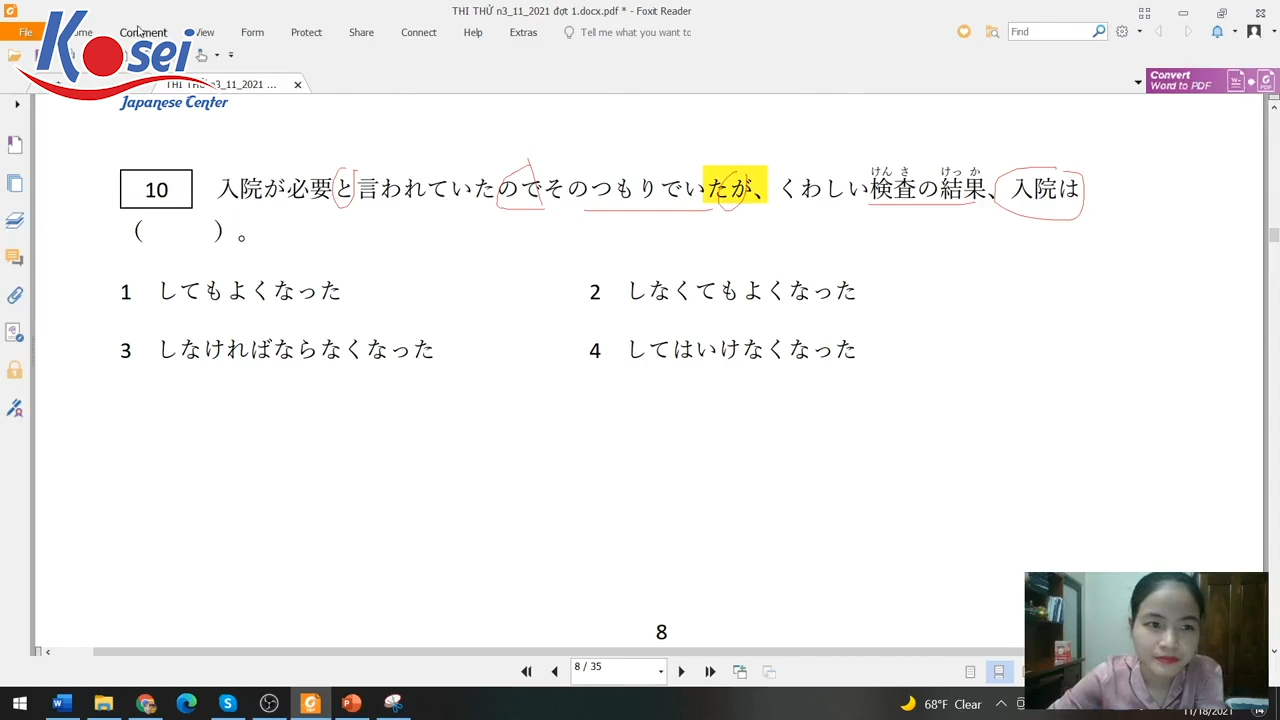 THI THỬ n3_11_2021 đợt 1.docx.pdf * - Foxit Reader
File
Comment
View
Form
Protect
Share
Connect
Help
Extras
Tell me what you want to
Find
Kosei
Japanese Center
THI THỬ n3_11_2021 ...
Convert
Word to PDF
10 入院が必要と言われていたのでそのつもりでいたが、くわしい検査の結果、入院は
けん さ けっ か
( )。
1 してもよくなった
2 しなくてもよくなった
3 しなければならなくなった
4 してはいけなくなった
8
8 / 35
68°F Clear
11/18/2021